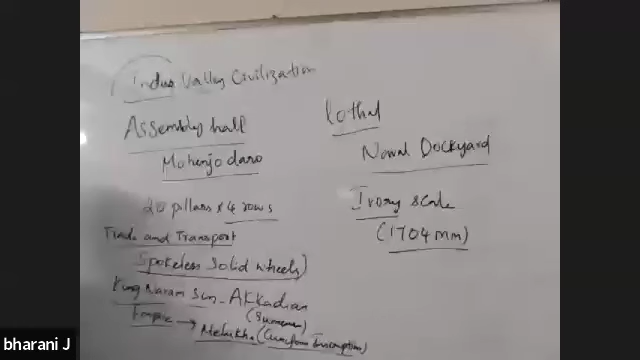 Indus Valley Civilization
Assembly hall
Mohenjo daro
20 pillars x 4 rows
Trade and Transport
Spokeless Solid wheels)
King Naram Sin - Akkadian
(Sumerian)
Empire → Melukha (Cuneiform Inscription)
lothal
Naval Dockyard
Ivory scale
(1704 mm)
bharani J